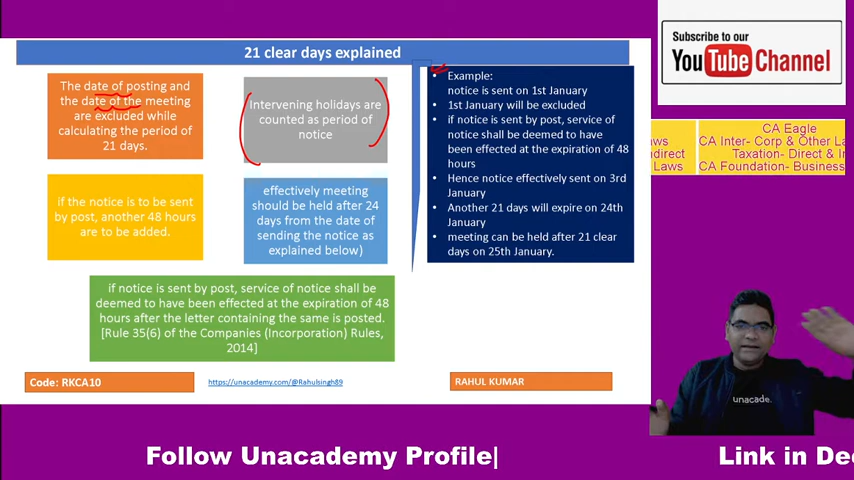 Subscribe to our
YouTube Channel
21 clear days explained
The date of posting and
the date of the meeting
are excluded while
calculating the period of
21 days.
Intervening holidays are
counted as period of
notice
if the notice is to be sent
by post, another 48 hours
are to be added.
effectively meeting
should be held after 24
days from the date of
sending the notice as
explained below)
if notice is sent by post, service of notice shall be
deemed to have been effected at the expiration of 48
hours after the letter containing the same is posted.
[Rule 35(6) of the Companies (Incorporation) Rules,
2014]
• Example:
notice is sent on 1st January
• 1st January will be excluded
• if notice is sent by post, service of
notice shall be deemed to have
been effected at the expiration of 48
hours
• Hence notice effectively sent on 3rd
January
• Another 21 days will expire on 24th
January
• meeting can be held after 21 clear
days on 25th January.
aws
ndirect
Laws
CA Eagle
CA Inter- Corp & Other La
Taxation- Direct & In
CA Foundation- Business
unacade
Code: RKCA10
https://unacademy.com/@Rahulsingh89
RAHUL KUMAR
Follow Unacademy Profile|
Link in De